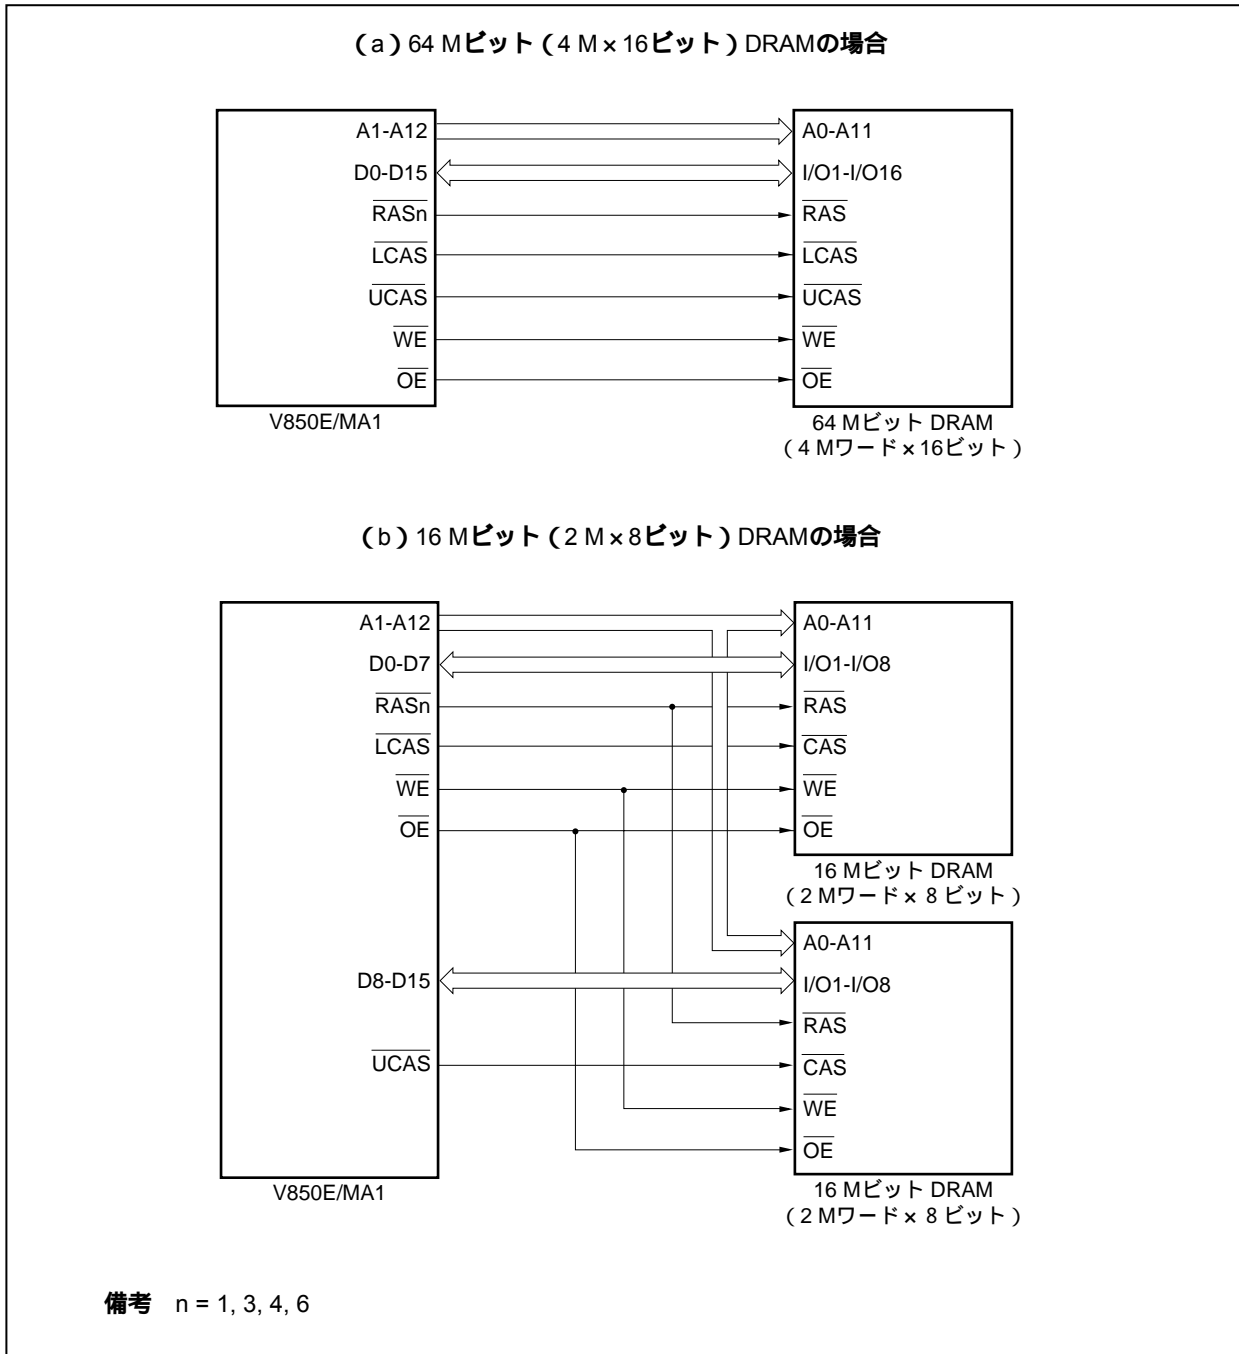 （a）64 Mビット（4 M×16ビット）DRAMの場合
A1-A12
D0-D15
RASn
LCAS
UCAS
WE
OE
V850E/MA1
A0-A11
I/O1-I/O16
RAS
LCAS
UCAS
WE
OE
64 Mビット DRAM
（4 Mワード×16ビット）
（b）16 Mビット（2 M×8ビット）DRAMの場合
A1-A12
D0-D7
RASn
LCAS
WE
OE
D8-D15
UCAS
V850E/MA1
A0-A11
I/O1-I/O8
RAS
CAS
WE
OE
16 Mビット DRAM
（2 Mワード× 8 ビット）
A0-A11
I/O1-I/O8
RAS
CAS
WE
OE
16 Mビット DRAM
（2 Mワード× 8 ビット）
備考 n = 1, 3, 4, 6